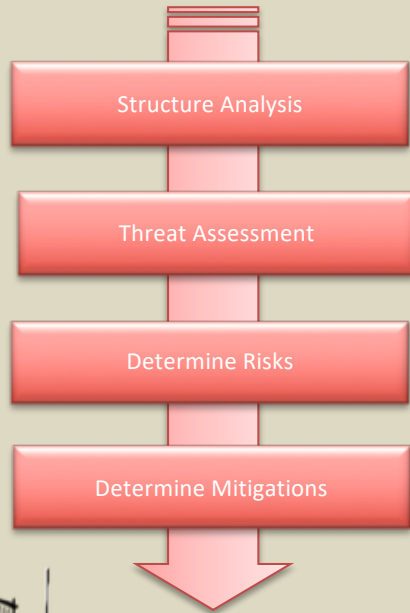 Structure Analysis
Threat Assessment
Determine Risks
Determine Mitigations